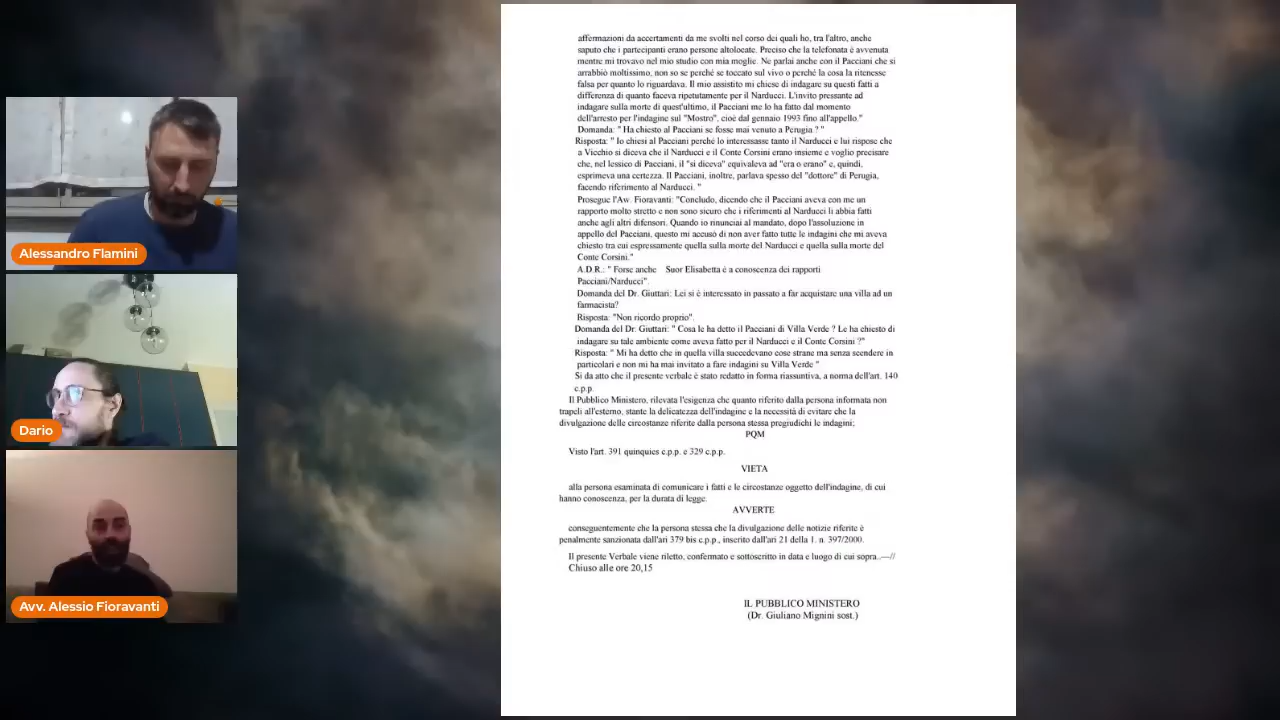 Alessandro Flamini
Dario
Avv. Alessio Fioravanti
affermazioni da accertamenti da me svolti nel corso dei quali ho, tra l'altro, anche
saputo che i partecipanti erano persone altolocate. Preciso che la telefonata è avvenuta
mentre mi trovavo nel mio studio con mia moglie. Ne parlai anche con il Pacciani che si
arrabbiò moltissimo, non so se perché se toccato sul vivo o perché la cosa la ritenesse
falsa per quanto lo riguardava. Il mio assistito mi chiese di indagare su questi fatti a
differenza di quanto faceva ripetutamente per il Narducci. L'invito pressante ad
indagare sulla morte di quest'ultimo, il Pacciani me lo ha fatto dal momento
dell'arresto per l'indagine sul "Mostro", cioè dal gennaio 1993 fino all'appello."
Domanda: " Ha chiesto al Pacciani se fosse mai venuto a Perugia ? "
Risposta: " Io chiesi al Pacciani perché lo interessasse tanto il Narducci e lui rispose che
a Vicchio si diceva che il Narducci e il Conte Corsini erano insieme e voglio precisare
che, nel lessico di Pacciani, il "si diceva" equivaleva ad "era o erano" e, quindi,
esprimeva una certezza. Il Pacciani, inoltre, parlava spesso del "dottore" di Perugia,
facendo riferimento al Narducci. "
Prosegue l'Aw. Fioravanti: "Concludo, dicendo che il Pacciani aveva con me un
rapporto molto stretto e non sono sicuro che i riferimenti al Narducci li abbia fatti
anche agli altri difensori. Quando io rinunciai al mandato, dopo l'assoluzione in
appello del Pacciani, questo mi accusò di non aver fatto tutte le indagini che mi aveva
chiesto tra cui espressamente quella sulla morte del Narducci e quella sulla morte del
Conte Corsini."
A.D.R.: " Forse anche Suor Elisabetta è a conoscenza dei rapporti
Pacciani/Narducci".
Domanda del Dr. Giuttari: Lei si è interessato in passato a far acquistare una villa ad un
farmacista?
Risposta: "Non ricordo proprio".
Domanda del Dr. Giuttari: " Cosa le ha detto il Pacciani di Villa Verde ? Le ha chiesto di
indagare su tale ambiente come aveva fatto per il Narducci e il Conte Corsini ?"
Risposta: " Mi ha detto che in quella villa succedevano cose strane ma senza scendere in
particolari e non mi ha mai invitato a fare indagini su Villa Verde "
Si da atto che il presente verbale è stato redatto in forma riassuntiva, a norma dell'art. 140
c.p.p.
Il Pubblico Ministero, rilevata l'esigenza che quanto riferito dalla persona informata non
trapeli all'esterno, stante la delicatezza dell'indagine e la necessità di evitare che la
divulgazione delle circostanze riferite dalla persona stessa pregiudichi le indagini;
PQM
Visto l'art. 391 quinquies c.p.p. e 329 c.p.p.
VIETA
alla persona esaminata di comunicare i fatti e le circostanze oggetto dell'indagine, di cui
hanno conoscenza, per la durata di legge.
AVVERTE
conseguentemente che la persona stessa che la divulgazione delle notizie riferite è
penalmente sanzionata dall'ari 379 bis c.p.p., inserito dall'ari 21 della 1. n. 397/2000.
Il presente Verbale viene riletto, confermato e sottoscritto in data e luogo di cui sopra..—//
Chiuso alle ore 20,15
IL PUBBLICO MINISTERO
(Dr. Giuliano Mignini sost.)